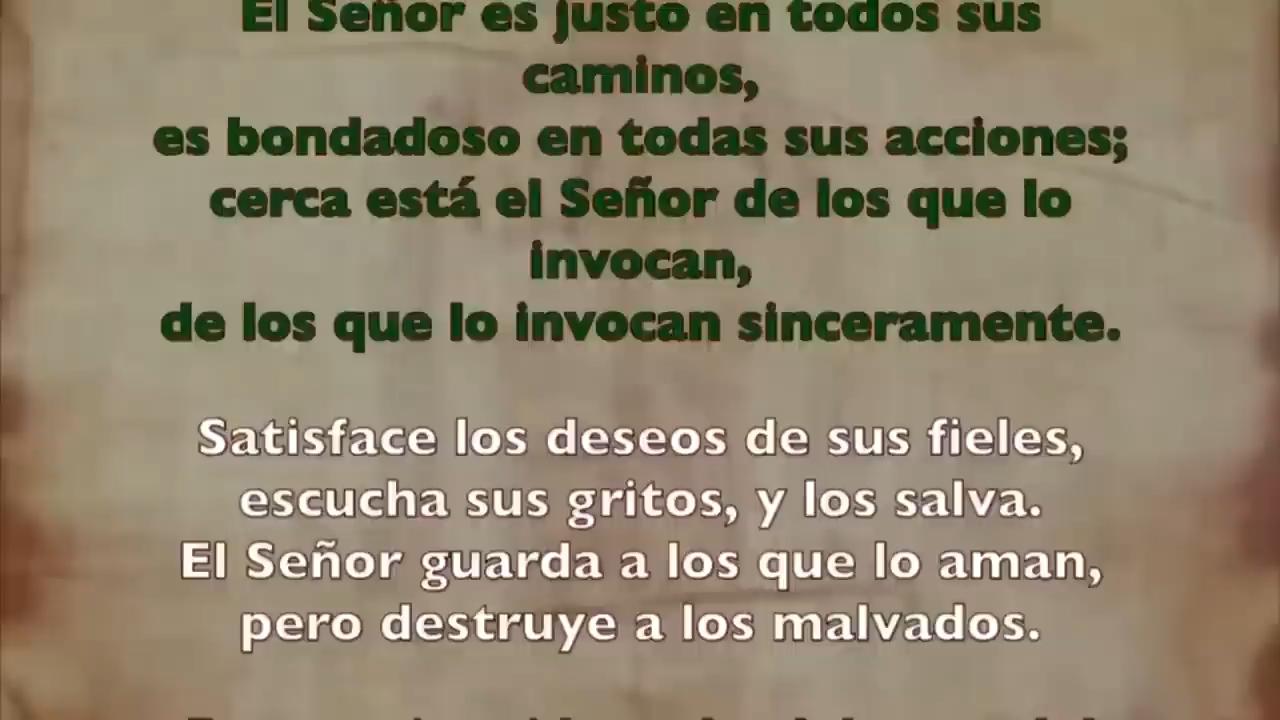 El Señor es justo en todos sus
caminos,
es bondadoso en todas sus acciones;
cerca está el Señor de los que lo
invocan,
de los que lo invocan sinceramente.
Satisface los deseos de sus fieles,
escucha sus gritos, y los salva.
El Señor guarda a los que lo aman,
pero destruye a los malvados.